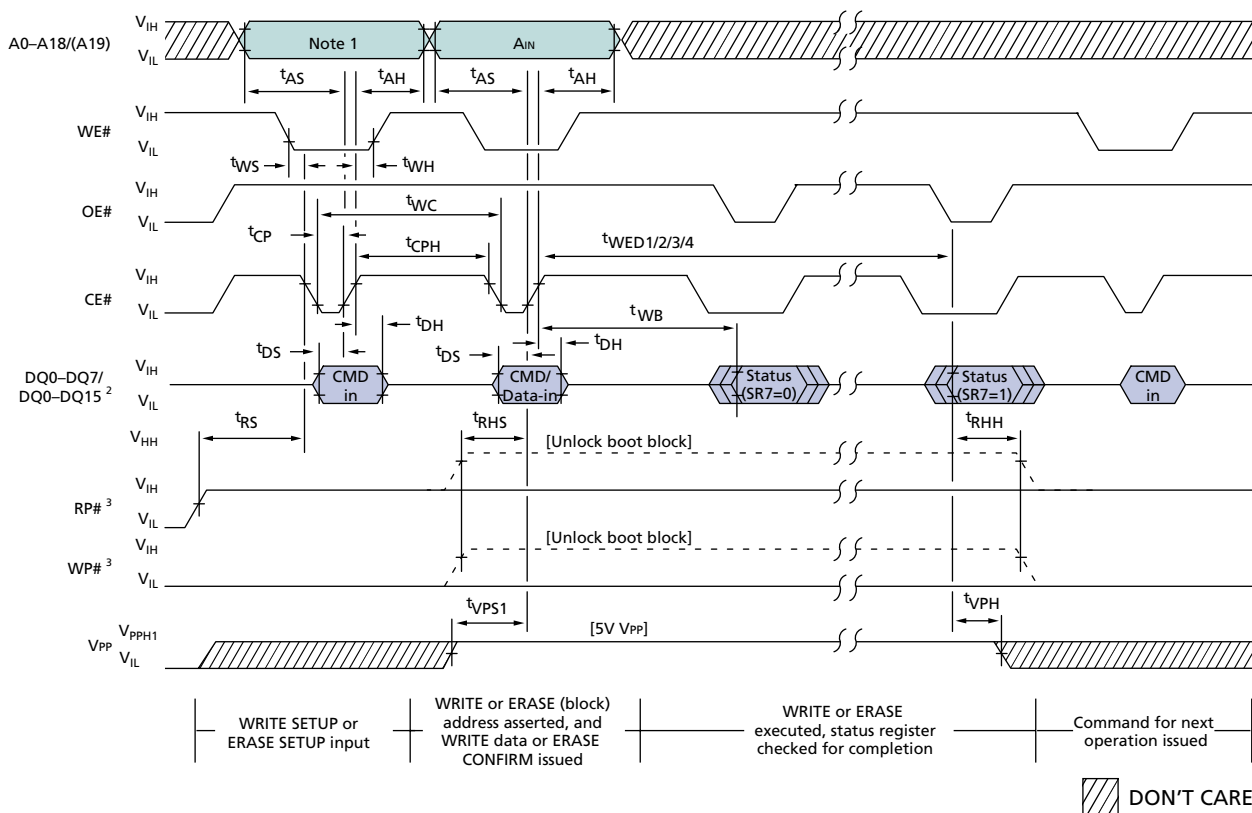 A0–A18/(A19)
VIH
VIL
Note 1
AIN
tAS
tAH
tAS
tAH
WE#
VIH
VIL
tWS
tWH
OE#
VIH
VIL
tWC
tCP
tCPH
tWED1/2/3/4
CE#
VIH
VIL
tWB
tDH
tDS
tDH
tDS
DQ0–DQ7/
DQ0–DQ15 2
VIH
VIL
CMD
in
CMD/
Data-in
Status
(SR7=0)
Status
(SR7=1)
CMD
in
tRS
tRHS
tRHH
VHH
[Unlock boot block]
RP# 3
VIH
VIL
WP# 3
VIH
VIL
[Unlock boot block]
tVPS1
tVPH
VPP
VPPH1
VIL
[5V VPP]
WRITE SETUP or
ERASE SETUP input
WRITE or ERASE (block)
address asserted, and
WRITE data or ERASE
CONFIRM issued
WRITE or ERASE
executed, status register
checked for completion
Command for next
operation issued
DON'T CARE